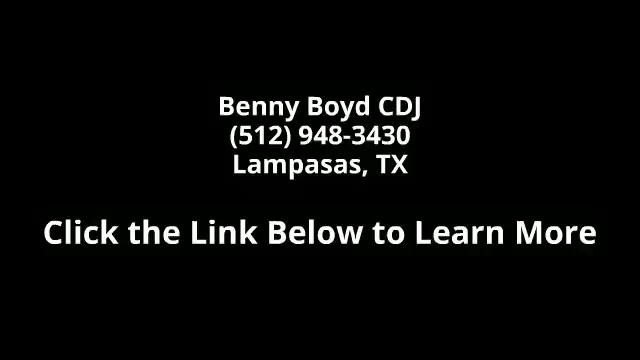 Benny Boyd CDJ
(512) 948-3430
Lampasas, TX
Click the Link Below to Learn More